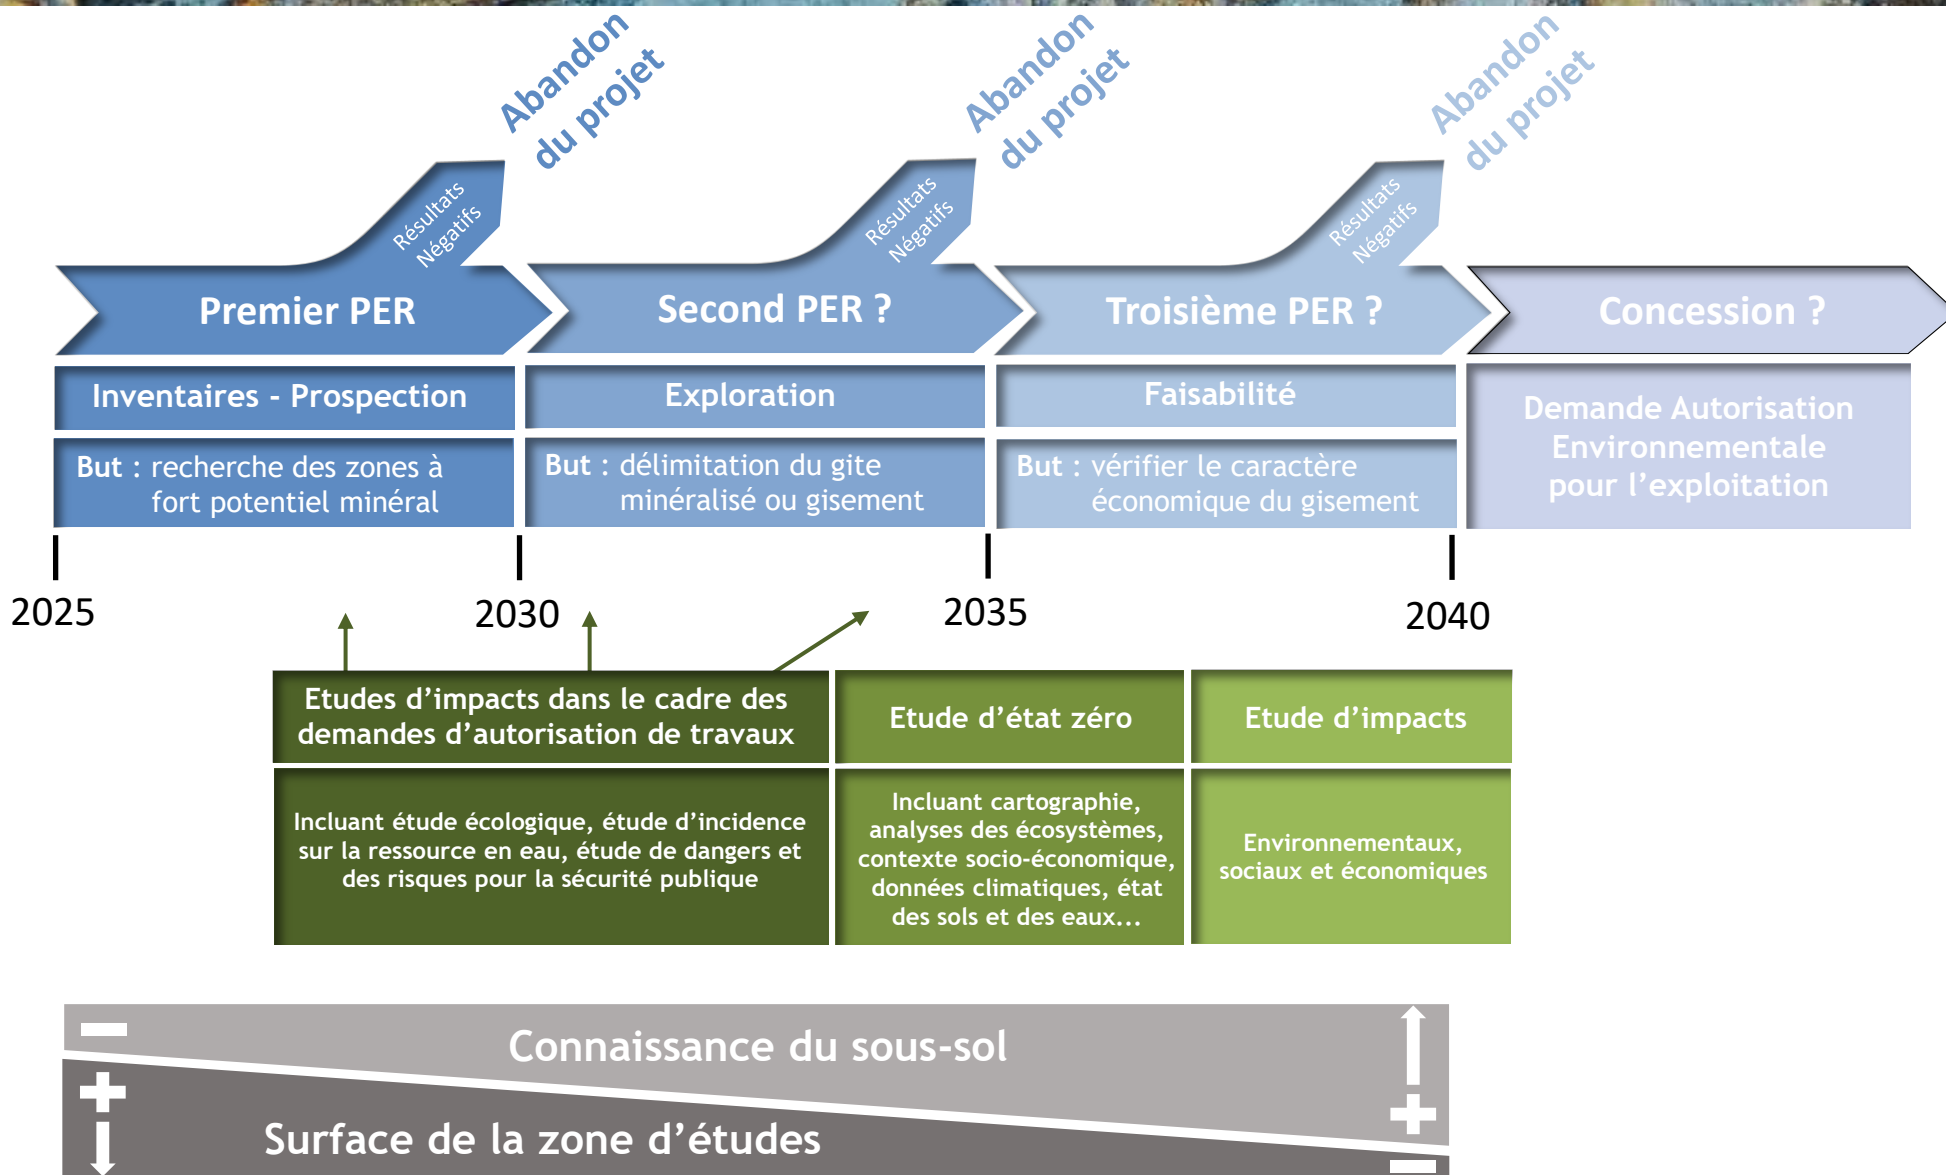 Abandon
du projet
Abandon
du projet
Abandon
du projet
Résultats
Négatifs
Résultats
Négatifs
Résultats
Négatifs
Premier PER
Second PER ?
Troisième PER ?
Concession ?
Inventaires - Prospection
Exploration
Faisabilité
Demande Autorisation
Environnementale
pour l'exploitation
But : recherche des zones à
fort potentiel minéral
But : délimitation du gite
minéralisé ou gisement
But : vérifier le caractère
économique du gisement
2025
2030
2035
2040
Etudes d'impacts dans le cadre des
demandes d'autorisation de travaux
Etude d'état zéro
Etude d'impacts
Incluant étude écologique, étude d'incidence
sur la ressource en eau, étude de dangers et
des risques pour la sécurité publique
Incluant cartographie,
analyses des écosystèmes,
contexte socio-économique,
données climatiques, état
des sols et des eaux...
Environnementaux,
sociaux et économiques
Connaissance du sous-sol
Surface de la zone d'études